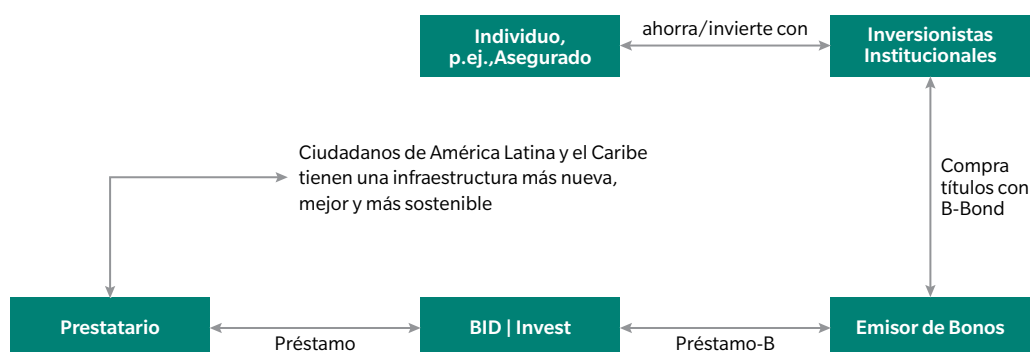 Individuo,
p.ej.,Asegurado
ahorra/invierte con
Inversionistas
Institucionales
Ciudadanos de América Latina y el Caribe
tienen una infraestructura más nueva,
mejor y más sostenible
Compra
títulos con
B-Bond
Prestatario
Préstamo
BID | Invest
Préstamo-B
Emisor de Bonos